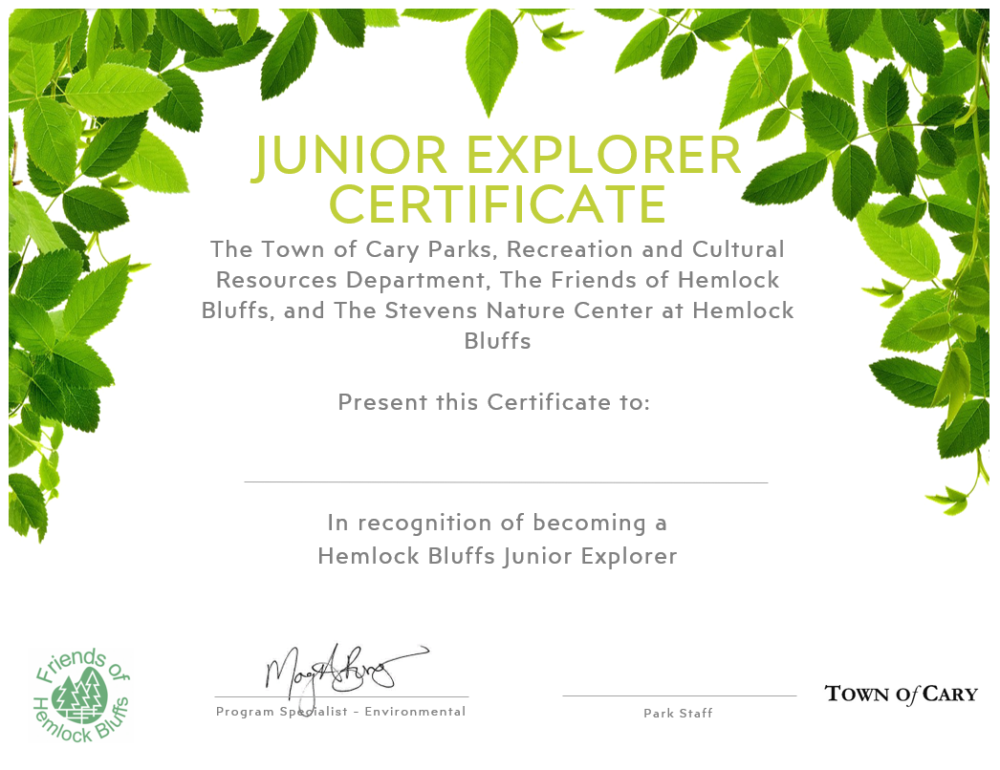 JUNIOR EXPLORER
CERTIFICATE
The Town of Cary Parks, Recreation and Cultural
Resources Department, The Friends of Hemlock
Bluffs, and The Stevens Nature Center at Hemlock
Bluffs
Present this Certificate to:
In recognition of becoming a
Hemlock Bluffs Junior Explorer
Friends of
Hemlock Bluffs
Program Specialist - Environmental
Park Staff
TOWN of CARY